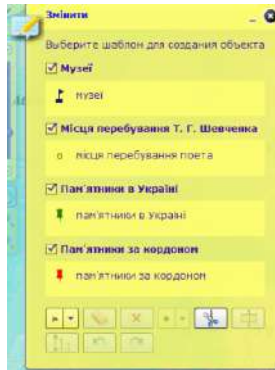 Змінити
Выберите шаблон для создания объекта
Музеї
музеї
Місця перебування Т. Г. Шевченка
місця перебування поета
Пам'ятники в Україні
пам'ятники в Україні
Пам'ятники за кордоном
пам'ятники за кордоном